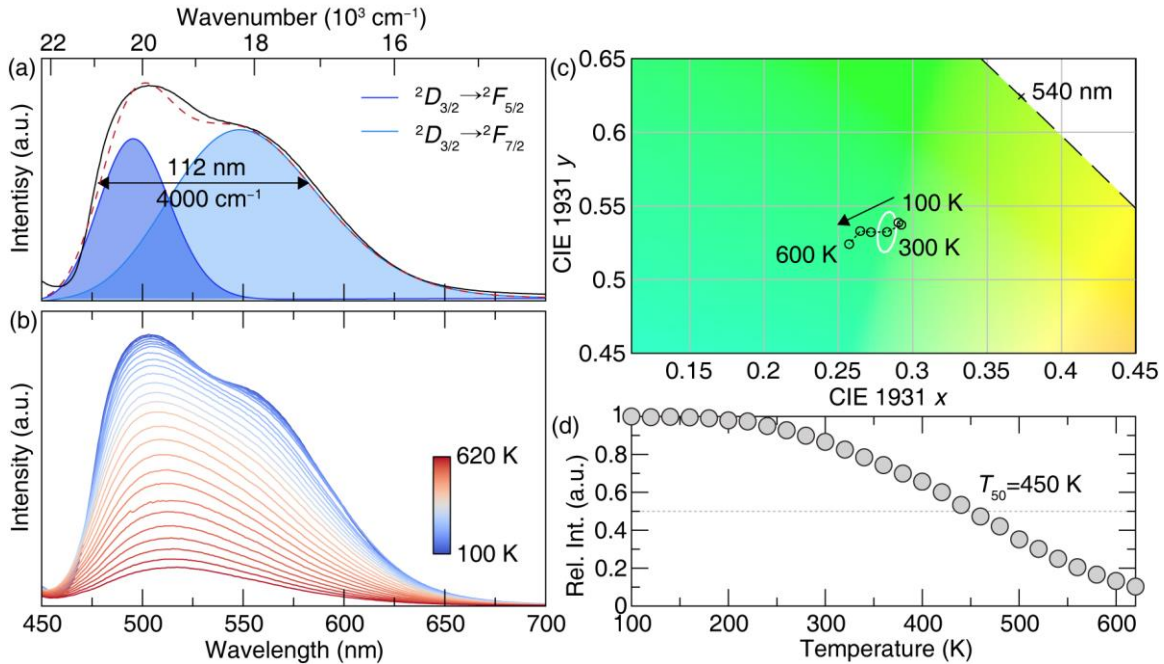 Wavenumber (10³ cm⁻¹)
22 20 18 16
(a)
Intentisy (a.u.)
²D₃/₂→²F₅/₂
²D₃/₂→²F₇/₂
112 nm
4000 cm⁻¹
(b)
Intensity (a.u.)
620 K
100 K
450 500 550 600 650 700
Wavelength (nm)
(c)
CIE 1931 y
0.65
0.6
0.55
0.5
0.45
540 nm
100 K
600 K
300 K
0.15 0.2 0.25 0.3 0.35 0.4 0.45
CIE 1931 x
(d)
Rel. Int. (a.u.)
1
0.8
0.6
0.4
0.2
0
T₅₀=450 K
100 200 300 400 500 600
Temperature (K)